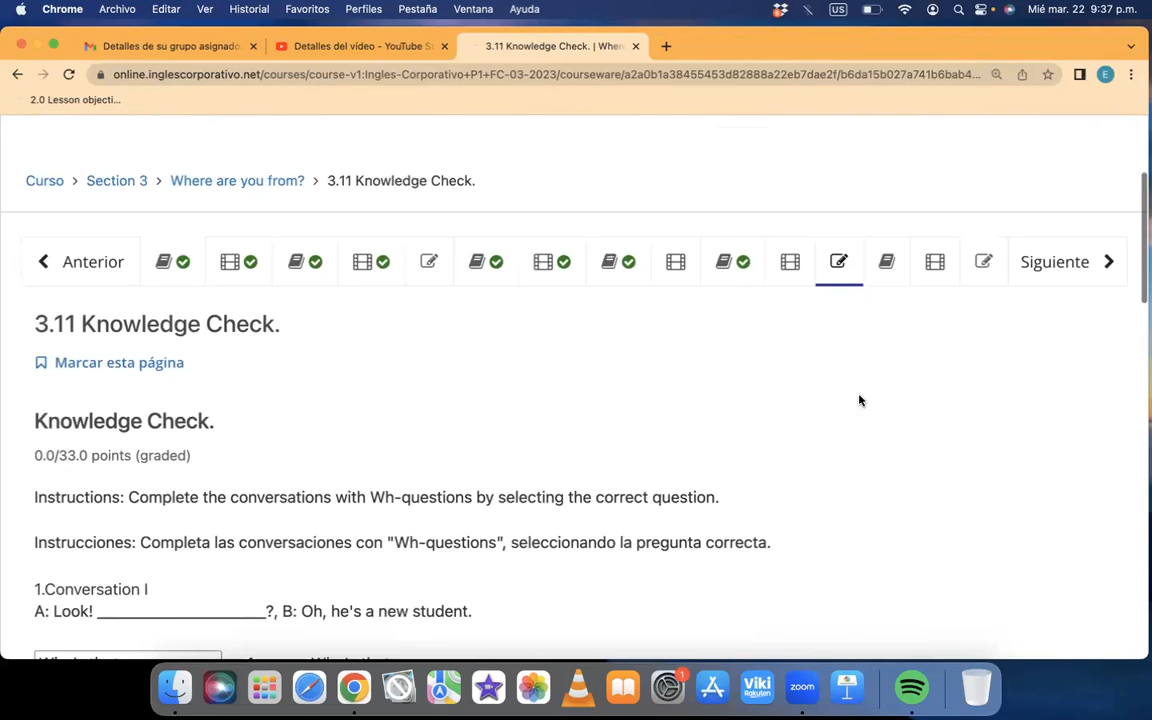 Chrome Archivo Editar Ver Historial Favoritos Perfiles Pestaña Ventana Ayuda US Mié mar. 22 9:37 p.m.
Detalles de su grupo asignado. Detalles del vídeo - YouTube S 3.11 Knowledge Check. | Wher
online.inglescorporativo.net/courses/course-v1:Ingles-Corporativo+P1+FC-03-2023/courseware/a2a0b1a38455453d82888a22eb7dae2f/b6da15b027a741b6bab4... E
2.0 Lesson objecti...
Curso > Section 3 > Where are you from? > 3.11 Knowledge Check.
Anterior Siguiente
3.11 Knowledge Check.
Marcar esta página
Knowledge Check.
0.0/33.0 points (graded)
Instructions: Complete the conversations with Wh-questions by selecting the correct question.
Instrucciones: Completa las conversaciones con "Wh-questions", seleccionando la pregunta correcta.
1.Conversation I
A: Look! ______________________?, B: Oh, he's a new student.
1
Viki
Rakuten
zoom